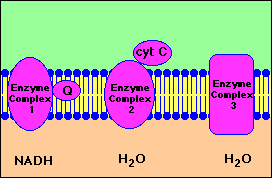 cyt C
Enzyme
Complex
1
Q
Enzyme
Complex
2
Enzyme
Complex
3
NADH
H2O
H2O